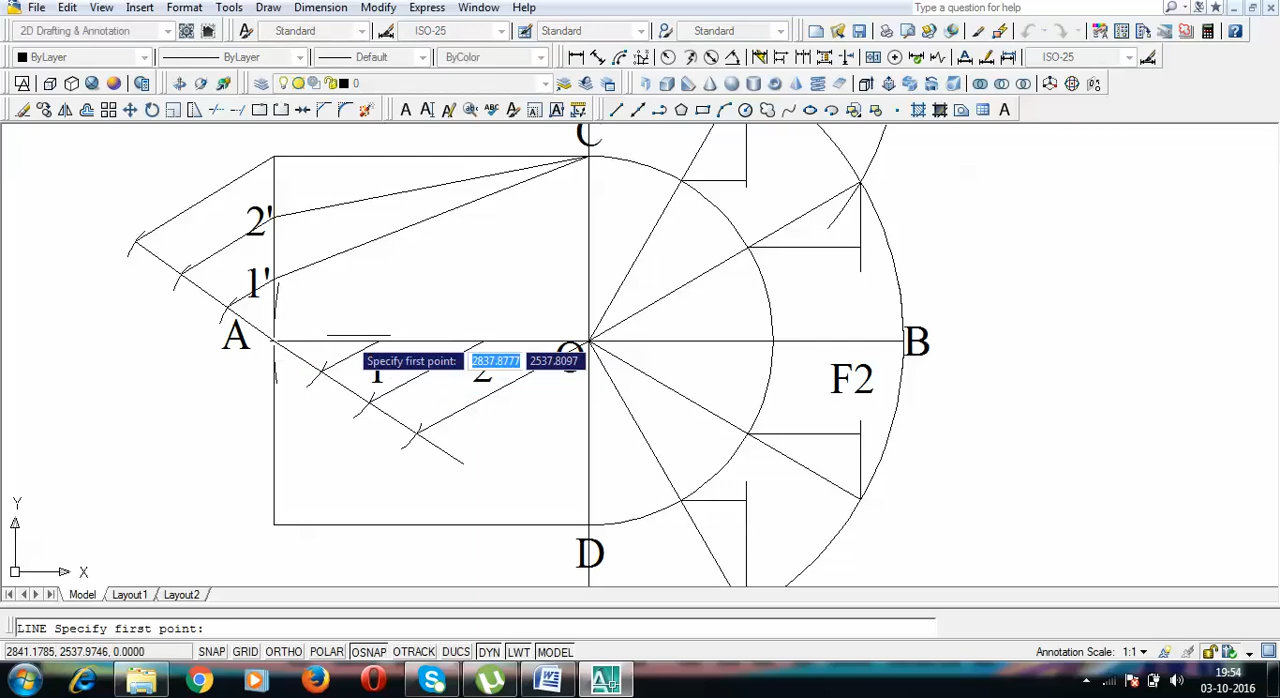 File Edit View Insert Format Tools Draw Dimension Modify Express Window Help Type a question for help
2D Drafting & Annotation Standard ISO-25 Standard Standard
ByLayer ByLayer Default ByColor ISO-25
0
C
2'
1'
A
O
B
Specify first point: 2837.8777 2537.8097
1
2
F2
D
Y
X
Model Layout1 Layout2
LINE Specify first point:
2841.1785, 2537.9746, 0.0000 SNAP GRID ORTHO POLAR OSNAP OTRACK DUCS DYN LWT MODEL Annotation Scale: 1:1
19:54
03-10-2016